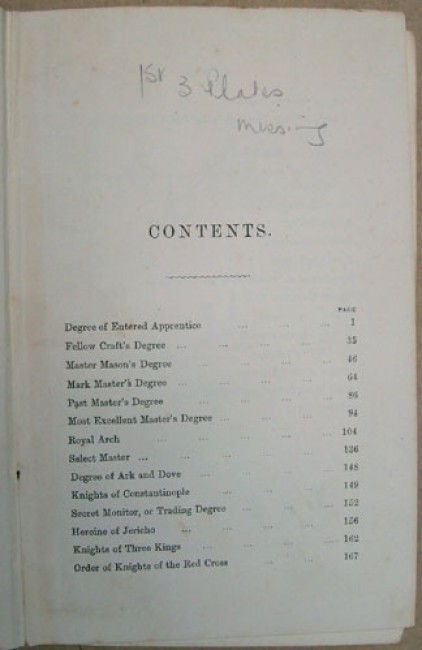 1st 3 Plates
missing
CONTENTS.
PAGE
Degree of Entered Apprentice ... ... ... 1
Fellow Craft's Degree ... ... ... ... 35
Master Mason's Degree ... ... ... 46
Mark Master's Degree ... ... ... ... 64
Past Master's Degree ... ... ... 86
Most Excellent Master's Degree ... ... ... 94
Royal Arch ... ... ... ... 104
Select Master ... ... ... ... 136
Degree of Ark and Dove ... ... ... 148
Knights of Constantinople ... ... ... 149
Secret Monitor, or Trading Degree ... ... ... 152
Heroine of Jericho ... ... ... ... 156
Knights of Three Kings ... ... ... ... 162
Order of Knights of the Red Cross ... ... 167